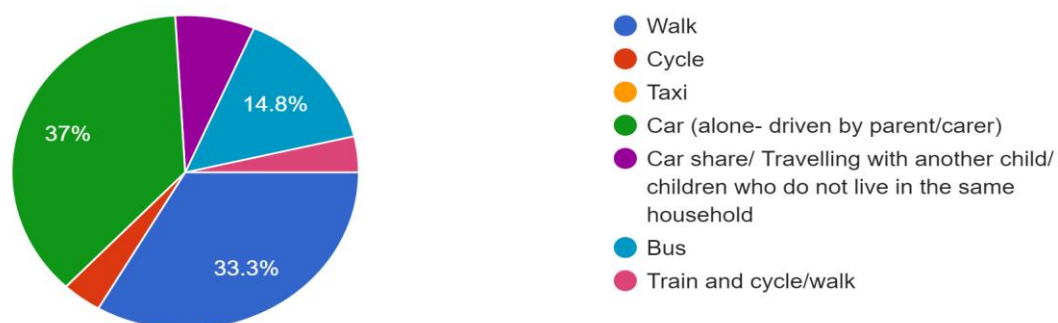 37%
14.8%
33.3%
Walk
Cycle
Taxi
Car (alone- driven by parent/carer)
Car share/ Travelling with another child/
children who do not live in the same
household
Bus
Train and cycle/walk